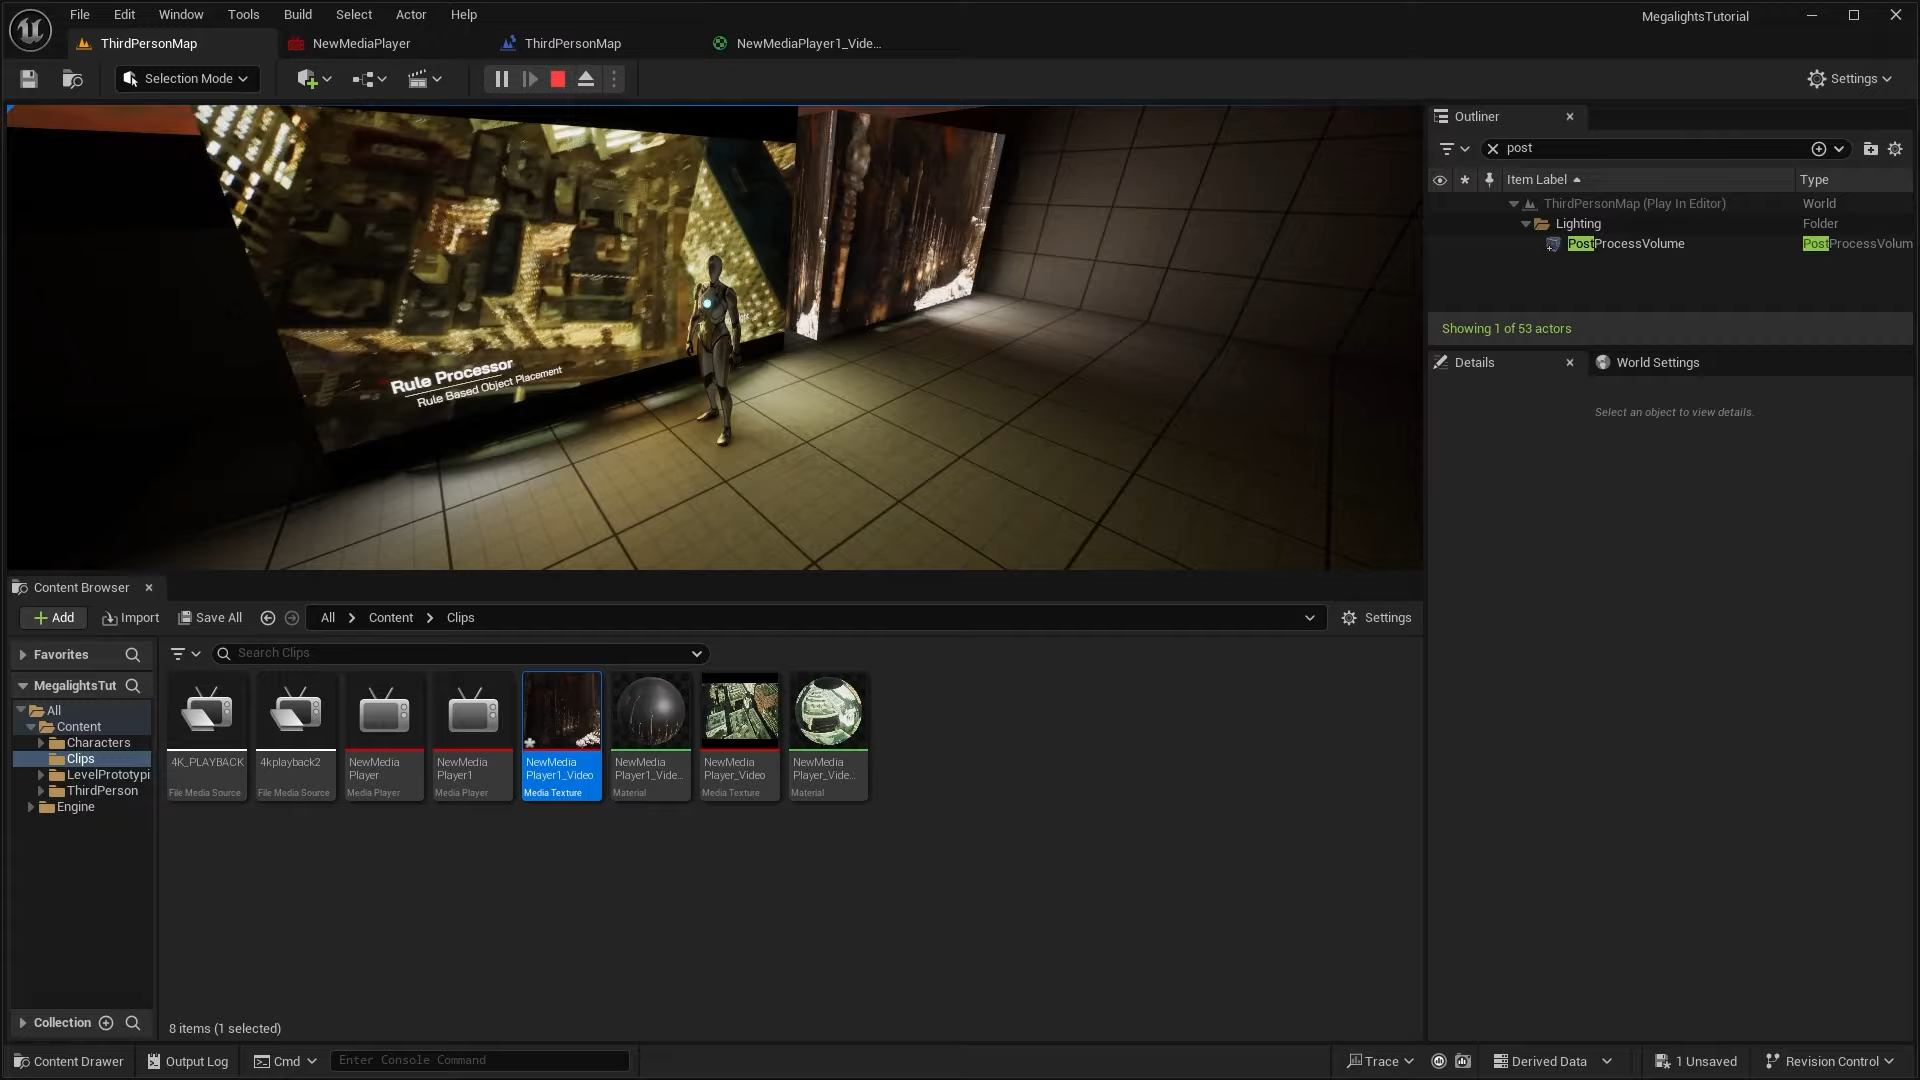 File Edit Window Tools Build Select Actor Help
MegalightsTutorial
ThirdPersonMap
NewMediaPlayer
ThirdPersonMap
NewMediaPlayer1_Vide...
Selection Mode
Settings
Rule Processor
Rule Based Object Placement
Outliner
post
Item Label
Type
ThirdPersonMap (Play In Editor)
World
Lighting
Folder
PostProcessVolume
PostProcessVolum
Showing 1 of 53 actors
Details
World Settings
Select an object to view details.
Content Browser
Add
Import
Save All
All
Content
Clips
Settings
Favorites
Search Clips
MegalightsTut
All
Content
Characters
Clips
LevelPrototypi
ThirdPerson
Engine
4K_PLAYBACK
File Media Source
4kplayback2
File Media Source
NewMedia
Player
Media Player
NewMedia
Player1
Media Player
NewMedia
Player1_Video
Media Texture
NewMedia
Player1_Vide...
Material
NewMedia
Player_Video
Media Texture
NewMedia
Player_Vide...
Material
Collection
8 items (1 selected)
Content Drawer
Output Log
Cmd
Enter Console Command
Trace
Derived Data
1 Unsaved
Revision Control